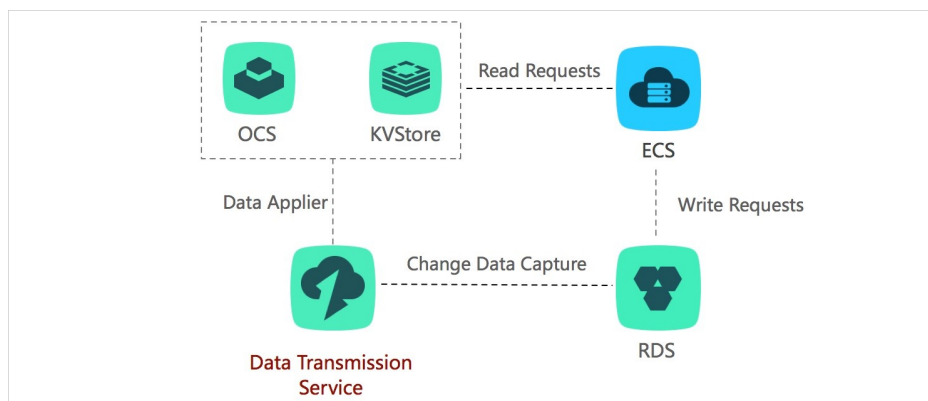 Read Requests
OCS
KVStore
ECS
Data Applier
Write Requests
Change Data Capture
RDS
Data Transmission
Service